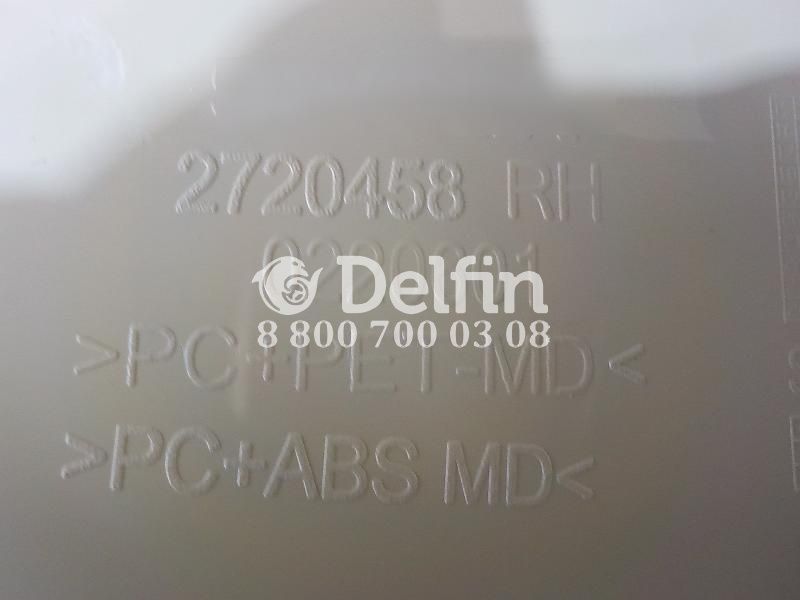 2720458 RH
Delfin
8 800 700 03 08
>PC+PET-MD<
>PC+ABS MD<